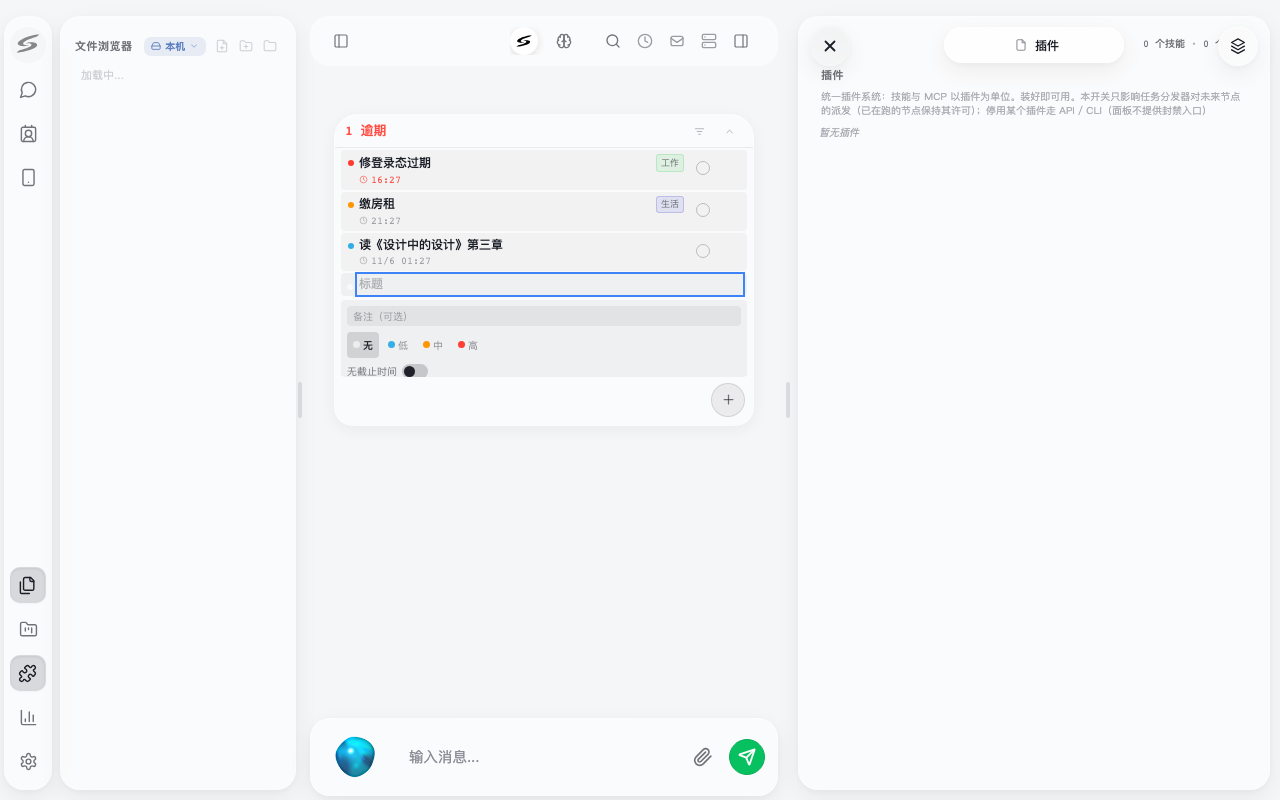 文件浏览器
本机
加载中...
1 逾期
修登录态过期
工作
16:27
缴房租
生活
21:27
读《设计中的设计》第三章
11/6 01:27
标题
备注（可选）
无 低 中 高
无截止时间
输入消息...
插件
0 个技能 · 0
插件
统一插件系统：技能与 MCP 以插件为单位。装好即可用。本开关只影响任务分发器对未来节点
的派发（已在跑的节点保持其许可）；停用某个插件走 API / CLI（面板不提供封禁入口）
暂无插件